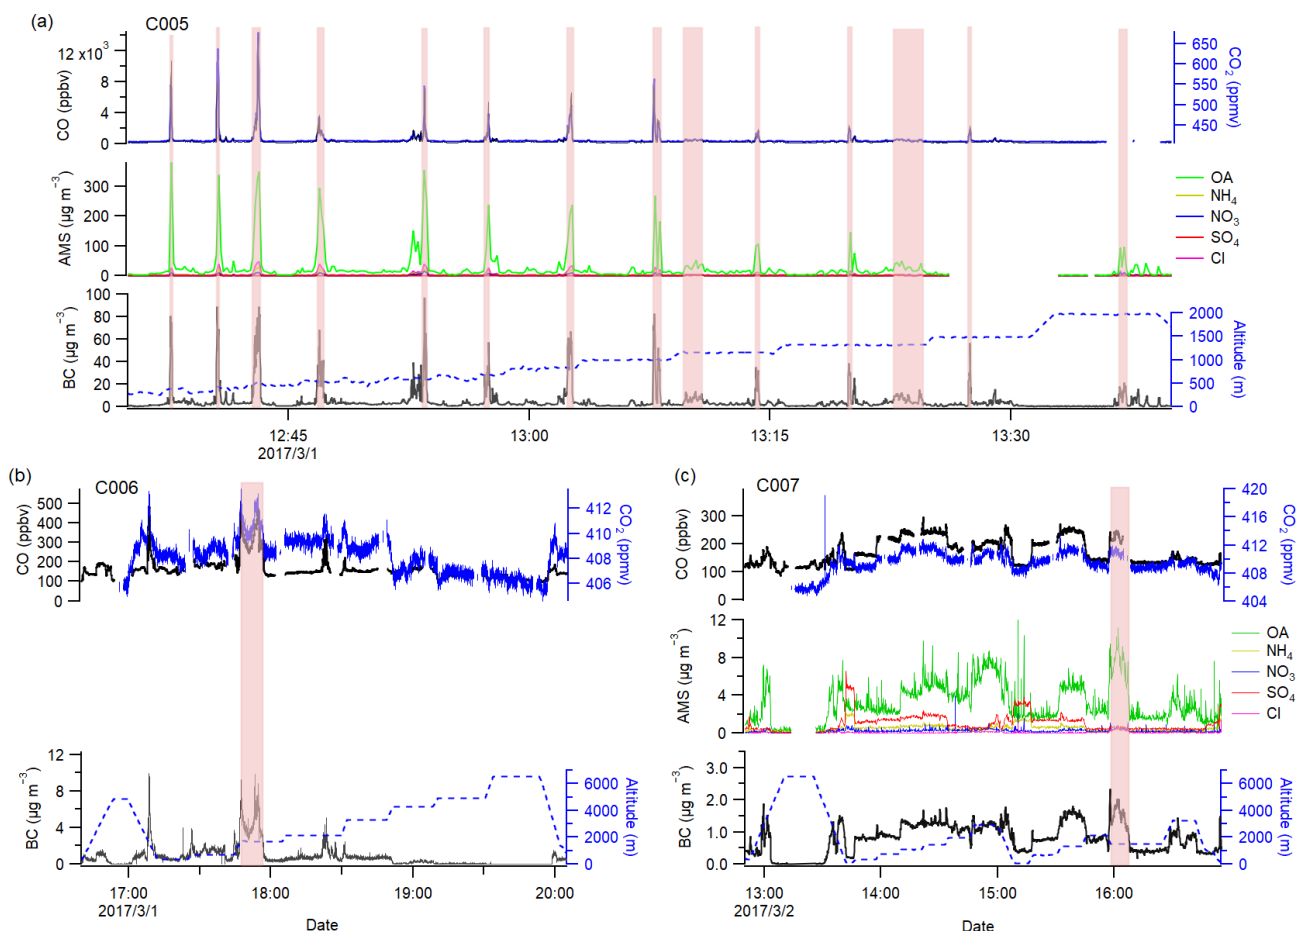 (a)
C005
12 x10³
8
4
0
CO (ppbv)
650
600
550
500
450
CO₂ (ppmv)
300
200
100
0
AMS (µg m⁻³)
OA
NH₄
NO₃
SO₄
Cl
100
80
60
40
20
0
BC (µg m⁻³)
2000
1500
1000
500
0
Altitude (m)
12:45
13:00
13:15
13:30
2017/3/1
(b)
C006
500
400
300
200
100
0
CO (ppbv)
412
410
408
406
CO₂ (ppmv)
12
8
4
0
BC (µg m⁻³)
6000
4000
2000
0
Altitude (m)
17:00
18:00
19:00
20:00
2017/3/1
Date
(c)
C007
300
200
100
0
CO (ppbv)
420
416
412
408
404
CO₂ (ppmv)
12
8
4
0
AMS (µg m⁻³)
OA
NH₄
NO₃
SO₄
Cl
3.0
2.0
1.0
0.0
BC (µg m⁻³)
6000
4000
2000
0
Altitude (m)
13:00
14:00
15:00
16:00
2017/3/2
Date